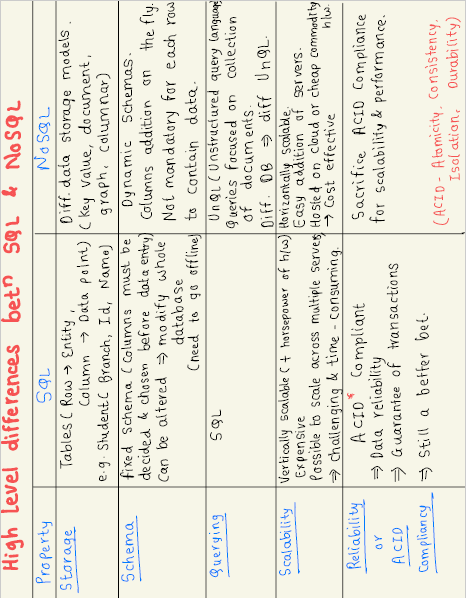 High Level differences betⁿ SQL & NoSQL
Property
SQL
NoSQL
Storage
Tables (Row → Entity,
Column → Data point)
e.g. Student (Branch, Id, Name)
Diff. data storage models.
(Key value, document,
graph, columnar)
Schema
fixed Schema (Columns must be
decided & chosen before data entry)
Can be altered ⇒ modify whole
database
(need to go offline)
Dynamic Schemas.
Columns addition on the fly.
Not mandatory for each row
to contain data.
Querying
SQL
UnQL (Unstructured query language)
Queries focused on collection
of documents.
Diff. DB ⇒ diff UnQL.
Scalability
Vertically scalable (+ horsepower of h/w)
Expensive
Possible to scale across multiple servers
⇒ challenging & time-consuming.
Horizontally scalable.
Easy addition of servers.
Hosted on cloud or cheap commodity
h/w.
→ Cost effective
Reliability
or
ACID
Compliancy
ACID* Compliant
⇒ Data reliability
⇒ Guarantee of transactions
⇒ Still a better bet.
Sacrifice ACID Compliance
for scalability & performance.
(ACID - Atomicity. Consistency.
Isolation, Durability)